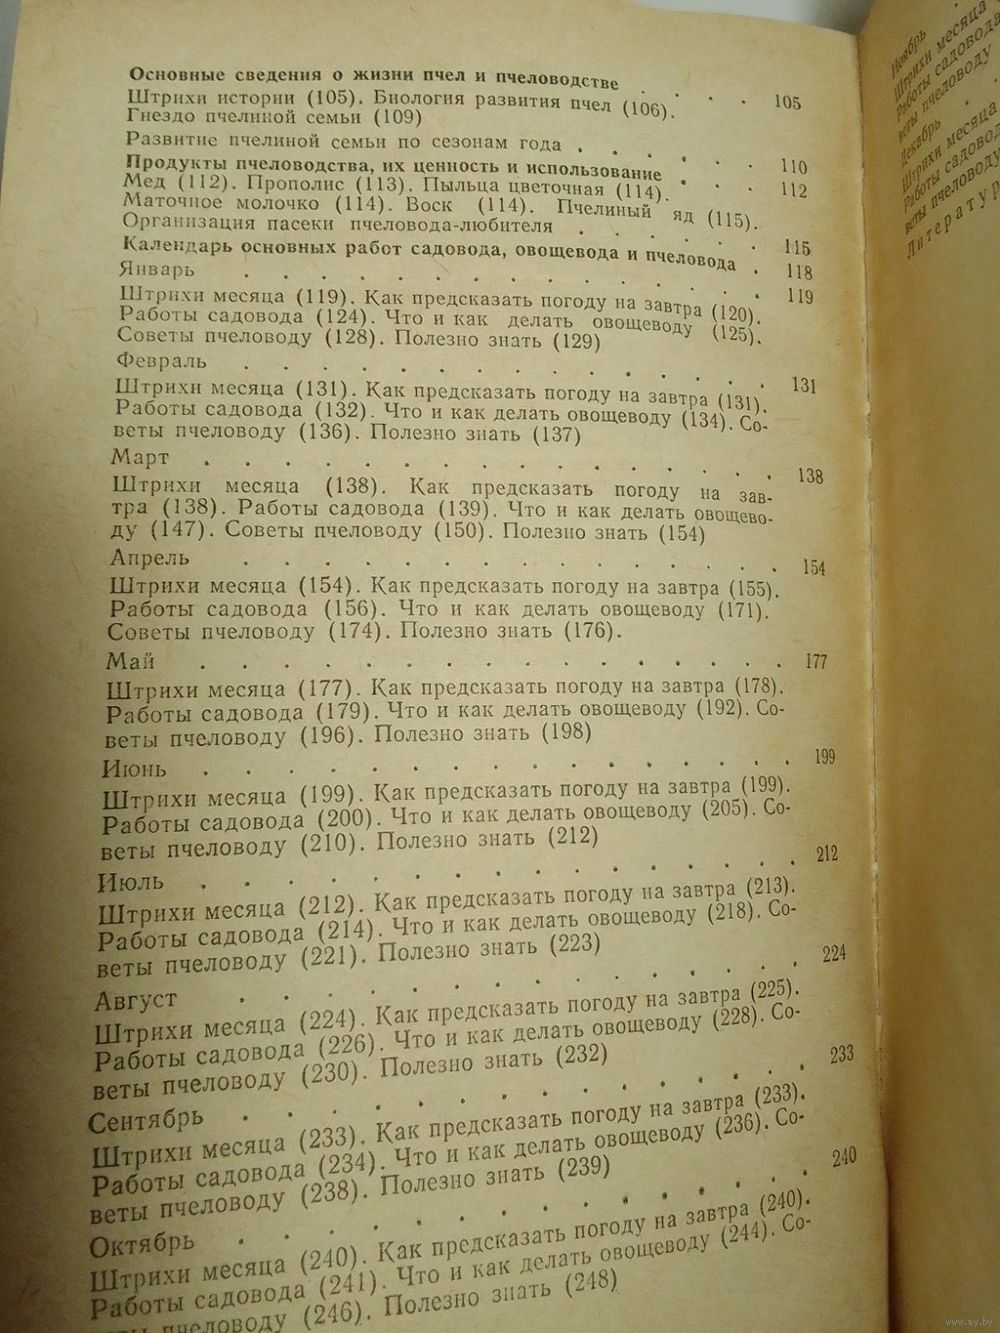 Основные сведения о жизни пчел и пчеловодстве . . . 105
Штрихи истории (105). Биология развития пчел (106).
Гнездо пчелиной семьи (109)
Развитие пчелиной семьи по сезонам года . . . . . . . 110
Продукты пчеловодства, их ценность и использование . . 112
Мед (112). Прополис (113). Пыльца цветочная (114).
Маточное молочко (114). Воск (114). Пчелиный яд (115).
Организация пасеки пчеловода-любителя . . . . . . 115
Календарь основных работ садовода, овощевода и пчеловода . 118
Январь . . . . . . . . . . . . . 119
Штрихи месяца (119). Как предсказать погоду на завтра (120).
Работы садовода (124). Что и как делать овощеводу (125).
Советы пчеловоду (128). Полезно знать (129)
Февраль . . . . . . . . . . . . . 131
Штрихи месяца (131). Как предсказать погоду на завтра (131).
Работы садовода (132). Что и как делать овощеводу (134). Со-
веты пчеловоду (136). Полезно знать (137)
Март . . . . . . . . . . . . . . 138
Штрихи месяца (138). Как предсказать погоду на зав-
тра (138). Работы садовода (139). Что и как делать овощево-
ду (147). Советы пчеловоду (150). Полезно знать (154)
Апрель . . . . . . . . . . . . . 154
Штрихи месяца (154). Как предсказать погоду на завтра (155).
Работы садовода (156). Что и как делать овощеводу (171).
Советы пчеловоду (174). Полезно знать (176).
Май . . . . . . . . . . . . . . 177
Штрихи месяца (177). Как предсказать погоду на завтра (178).
Работы садовода (179). Что и как делать овощеводу (192). Со-
веты пчеловоду (196). Полезно знать (198)
Июнь . . . . . . . . . . . . . . 199
Штрихи месяца (199). Как предсказать погоду на завтра (199).
Работы садовода (200). Что и как делать овощеводу (205). Со-
веты пчеловоду (210). Полезно знать (212)
Июль . . . . . . . . . . . . . . 212
Штрихи месяца (212). Как предсказать погоду на завтра (213).
Работы садовода (214). Что и как делать овощеводу (218). Со-
веты пчеловоду (221). Полезно знать (223)
Август . . . . . . . . . . . . . 224
Штрихи месяца (224). Как предсказать погоду на завтра (225).
Работы садовода (226). Что и как делать овощеводу (228). Со-
веты пчеловоду (230). Полезно знать (232)
Сентябрь . . . . . . . . . . . . . 233
Штрихи месяца (233). Как предсказать погоду на завтра (233).
Работы садовода (234). Что и как делать овощеводу (236). Со-
веты пчеловоду (238). Полезно знать (239)
Октябрь . . . . . . . . . . . . . 240
Штрихи месяца (240). Как предсказать погоду на завтра (240).
Работы садовода (241). Что и как делать овощеводу (244). Со-
веты пчеловоду (246). Полезно знать (248)
Ноябрь
Штрихи месяца
Работы садовода
веты пчеловоду
Декабрь
Штрихи месяца
Работы садовод
веты пчеловоду
Литератур
www.ay.by